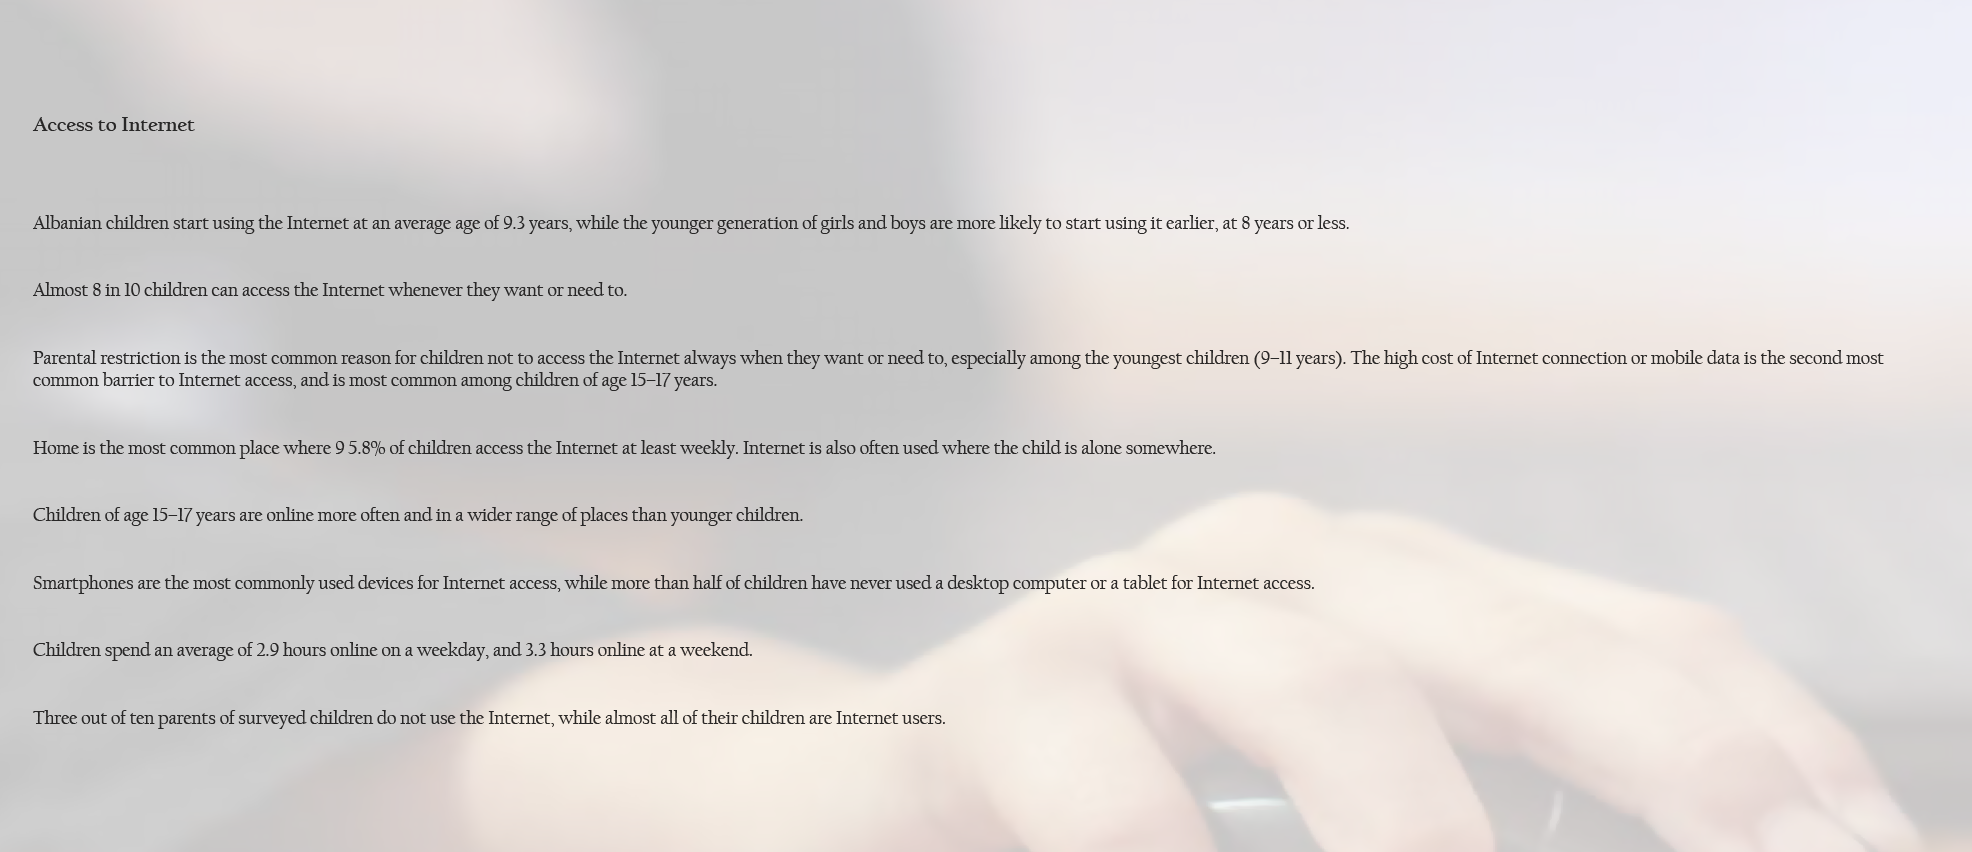 Access to Internet
Albanian children start using the Internet at an average age of 9.3 years, while the younger generation of girls and boys are more likely to start using it earlier, at 8 years or less.
Almost 8 in 10 children can access the Internet whenever they want or need to.
Parental restriction is the most common reason for children not to access the Internet always when they want or need to, especially among the youngest children (9–11 years). The high cost of Internet connection or mobile data is the second most
common barrier to Internet access, and is most common among children of age 15–17 years.
Home is the most common place where 9 5.8% of children access the Internet at least weekly. Internet is also often used where the child is alone somewhere.
Children of age 15–17 years are online more often and in a wider range of places than younger children.
Smartphones are the most commonly used devices for Internet access, while more than half of children have never used a desktop computer or a tablet for Internet access.
Children spend an average of 2.9 hours online on a weekday, and 3.3 hours online at a weekend.
Three out of ten parents of surveyed children do not use the Internet, while almost all of their children are Internet users.